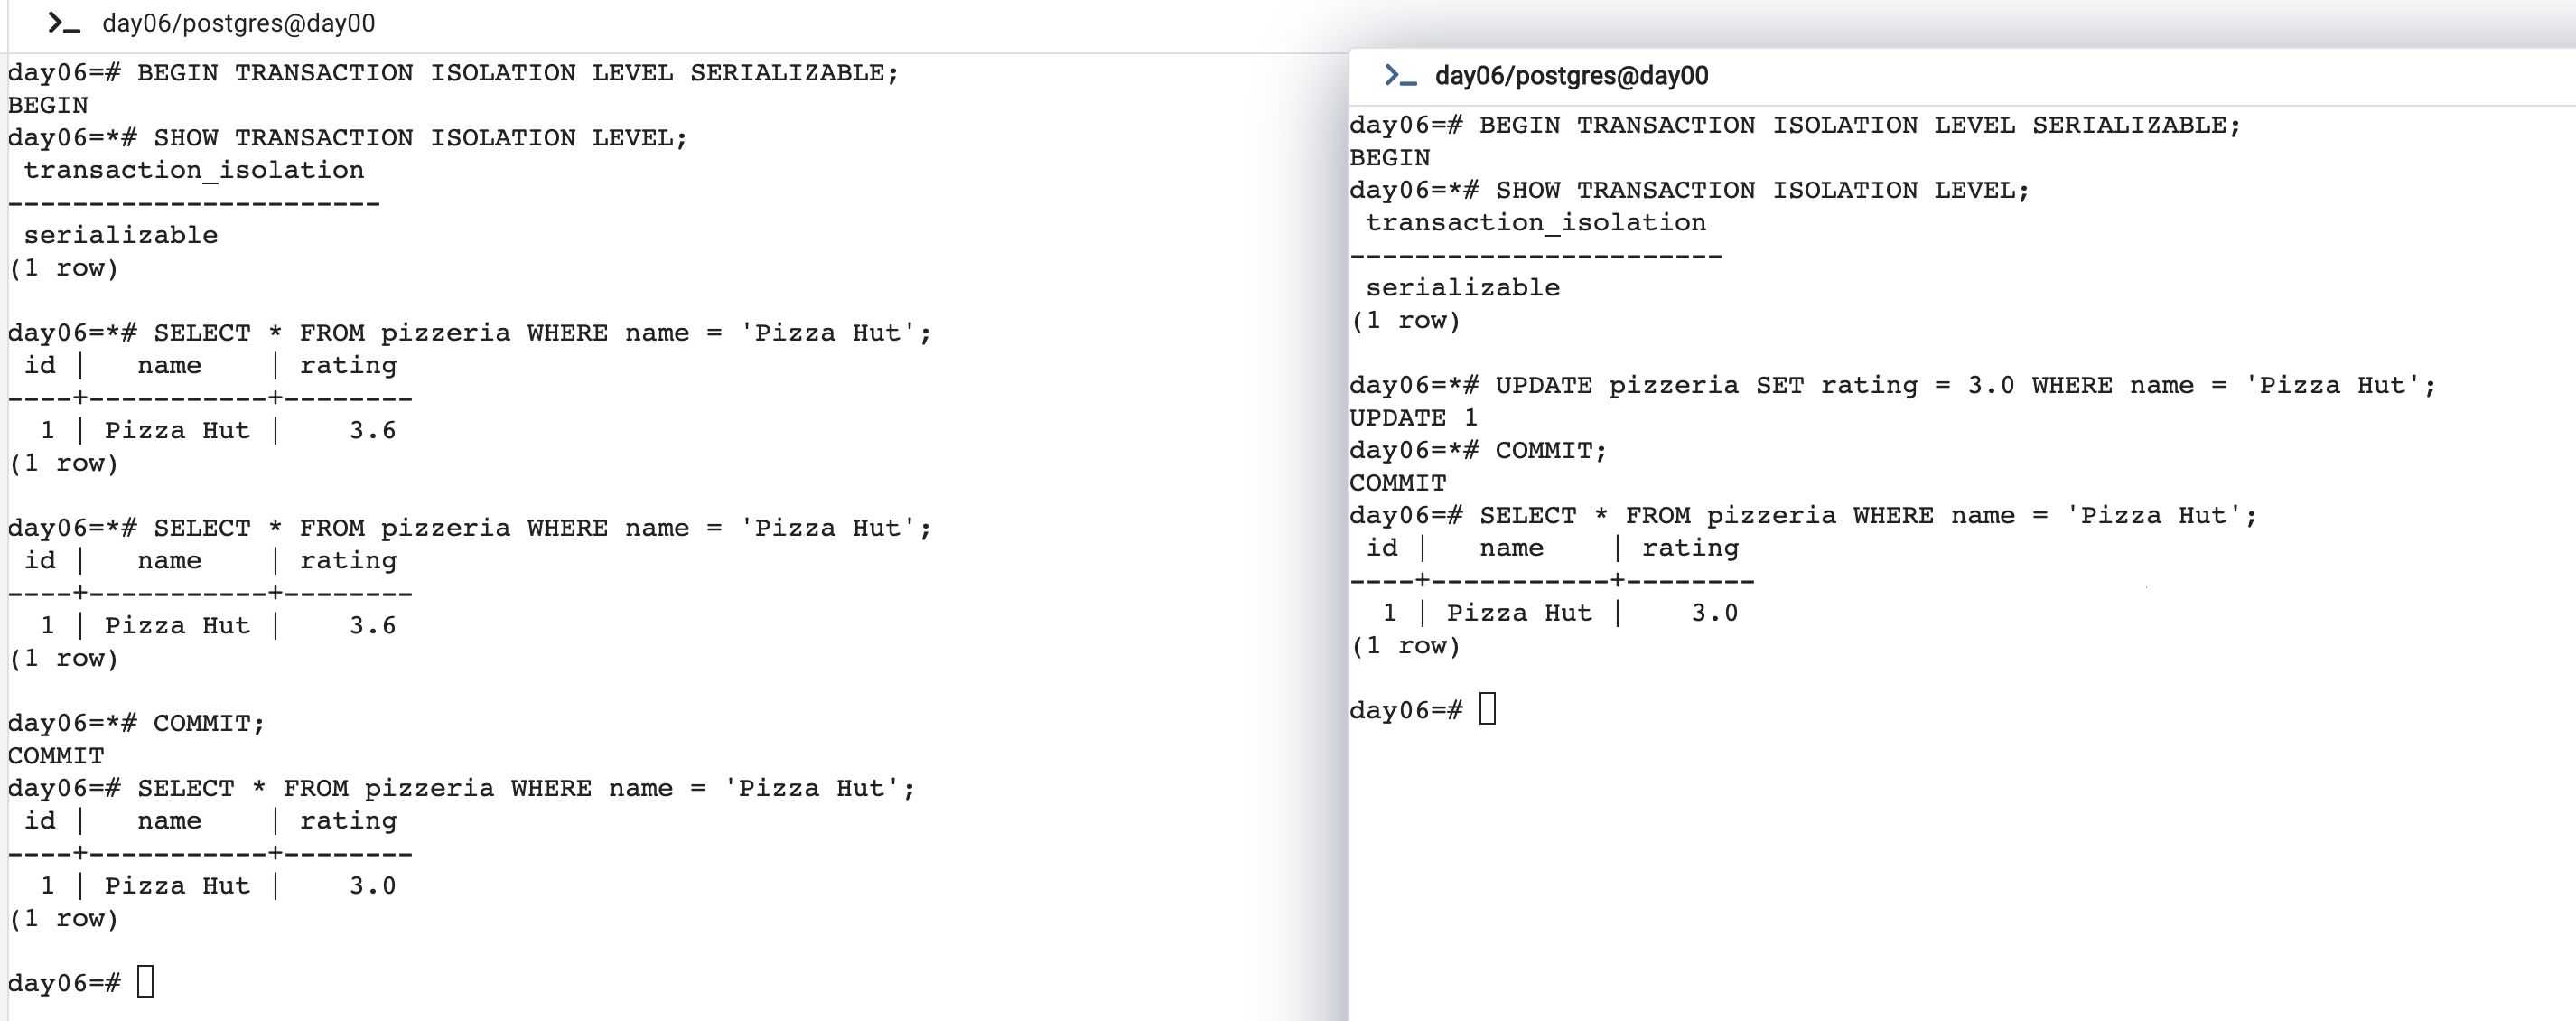 day06/postgres@day00
day06=# BEGIN TRANSACTION ISOLATION LEVEL SERIALIZABLE;
BEGIN
day06=*# SHOW TRANSACTION ISOLATION LEVEL;
 transaction_isolation
-----------------------
 serializable
(1 row)

day06=*# SELECT * FROM pizzeria WHERE name = 'Pizza Hut';
 id |   name    | rating
----+-----------+--------
  1 | Pizza Hut |    3.6
(1 row)

day06=*# SELECT * FROM pizzeria WHERE name = 'Pizza Hut';
 id |   name    | rating
----+-----------+--------
  1 | Pizza Hut |    3.6
(1 row)

day06=*# COMMIT;
COMMIT
day06=# SELECT * FROM pizzeria WHERE name = 'Pizza Hut';
 id |   name    | rating
----+-----------+--------
  1 | Pizza Hut |    3.0
(1 row)

day06=#
day06/postgres@day00
day06=# BEGIN TRANSACTION ISOLATION LEVEL SERIALIZABLE;
BEGIN
day06=*# SHOW TRANSACTION ISOLATION LEVEL;
 transaction_isolation
-----------------------
 serializable
(1 row)

day06=*# UPDATE pizzeria SET rating = 3.0 WHERE name = 'Pizza Hut';
UPDATE 1
day06=*# COMMIT;
COMMIT
day06=# SELECT * FROM pizzeria WHERE name = 'Pizza Hut';
 id |   name    | rating
----+-----------+--------
  1 | Pizza Hut |    3.0
(1 row)

day06=#